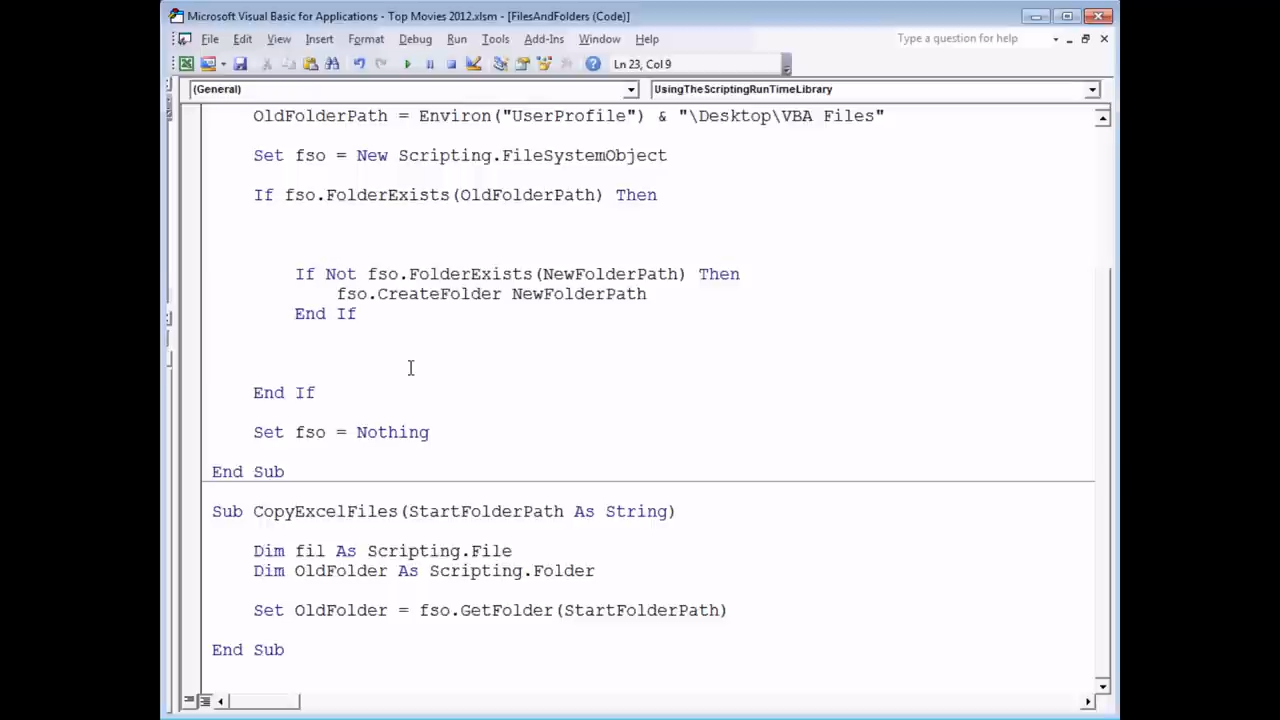 Microsoft Visual Basic for Applications - Top Movies 2012.xlsm - [FilesAndFolders (Code)]
File Edit View Insert Format Debug Run Tools Add-Ins Window Help Type a question for help
Ln 23, Col 9
(General) UsingTheScriptingRunTimeLibrary
OldFolderPath = Environ("UserProfile") & "\Desktop\VBA Files"
Set fso = New Scripting.FileSystemObject
If fso.FolderExists(OldFolderPath) Then
If Not fso.FolderExists(NewFolderPath) Then
fso.CreateFolder NewFolderPath
End If
End If
Set fso = Nothing
End Sub
Sub CopyExcelFiles(StartFolderPath As String)
Dim fil As Scripting.File
Dim OldFolder As Scripting.Folder
Set OldFolder = fso.GetFolder(StartFolderPath)
End Sub